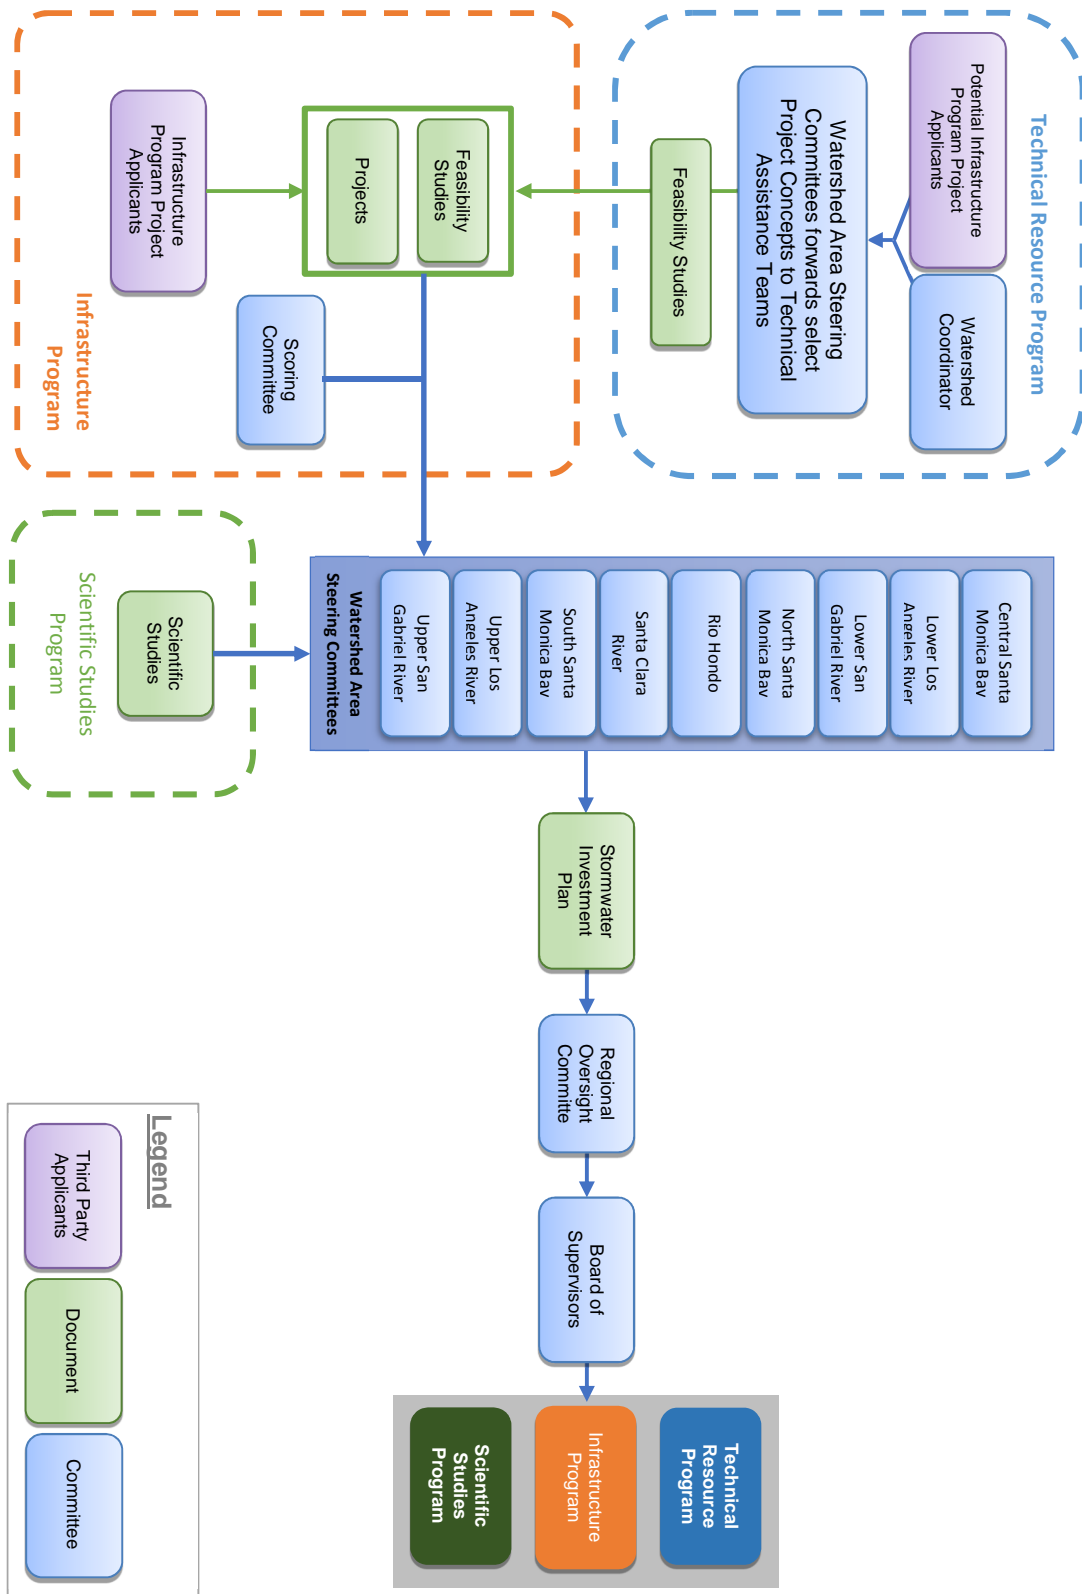 Technical Resource Program
Potential Infrastructure
Program Project
Applicants
Watershed
Coordinator
Watershed Area Steering
Committees forwards select
Project Concepts to Technical
Assistance Teams
Feasibility Studies
Feasibility
Studies
Projects
Infrastructure
Program Project
Applicants
Scoring
Committee
Infrastructure
Program
Central Santa
Monica Bay
Lower Los
Angeles River
Lower San
Gabriel River
North Santa
Monica Bay
Rio Hondo
Santa Clara
River
South Santa
Monica Bay
Upper Los
Angeles River
Upper San
Gabriel River
Watershed Area
Steering Committees
Scientific
Studies
Scientific Studies
Program
Stormwater
Investment
Plan
Regional
Oversight
Committe
Board of
Supervisors
Technical
Resource
Program
Infrastructure
Program
Scientific
Studies
Program
Legend
Third Party
Applicants
Document
Committee